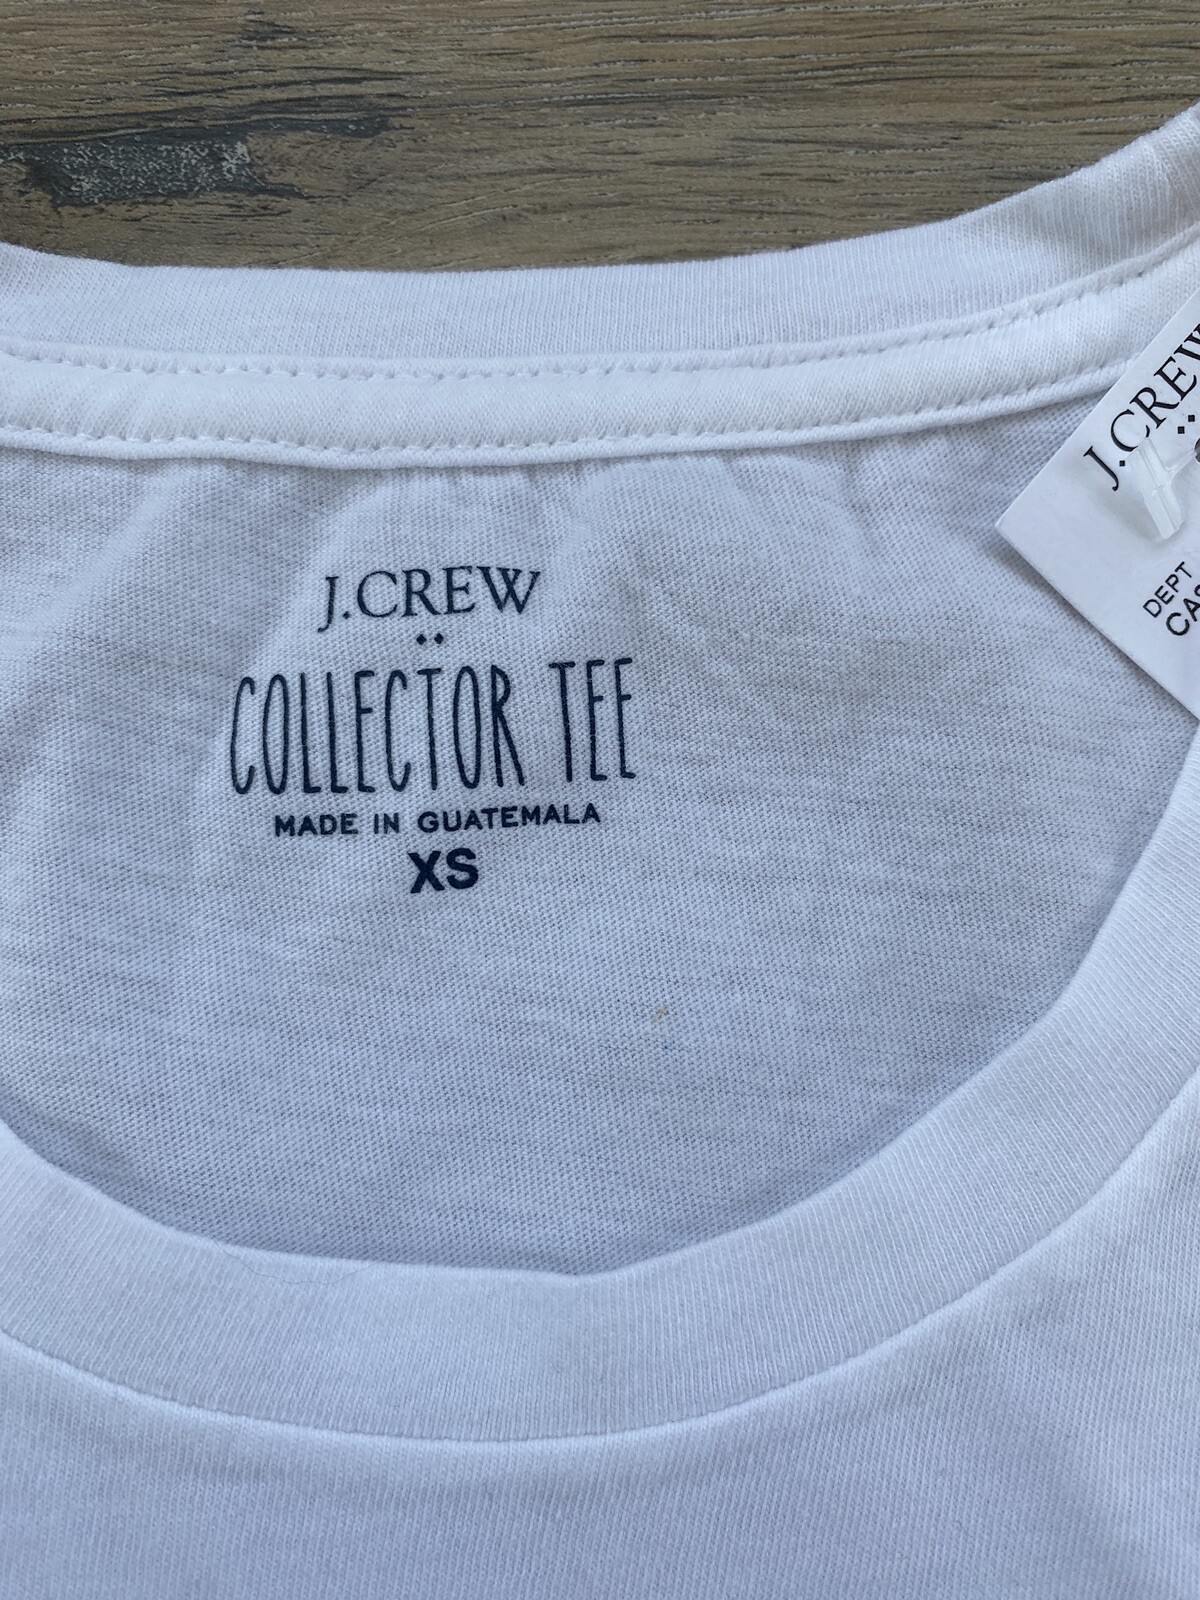 J.CREW
COLLECTOR TEE
MADE IN GUATEMALA
XS
J.CREW
DEPT